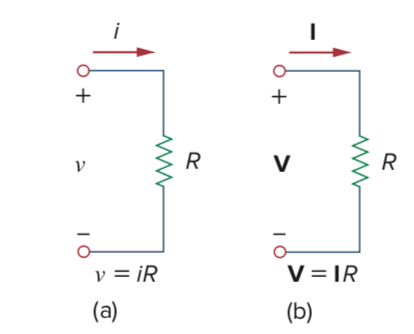 i
I
+
+
v
R
V
R
−
−
v = iR
V = IR
(a)
(b)